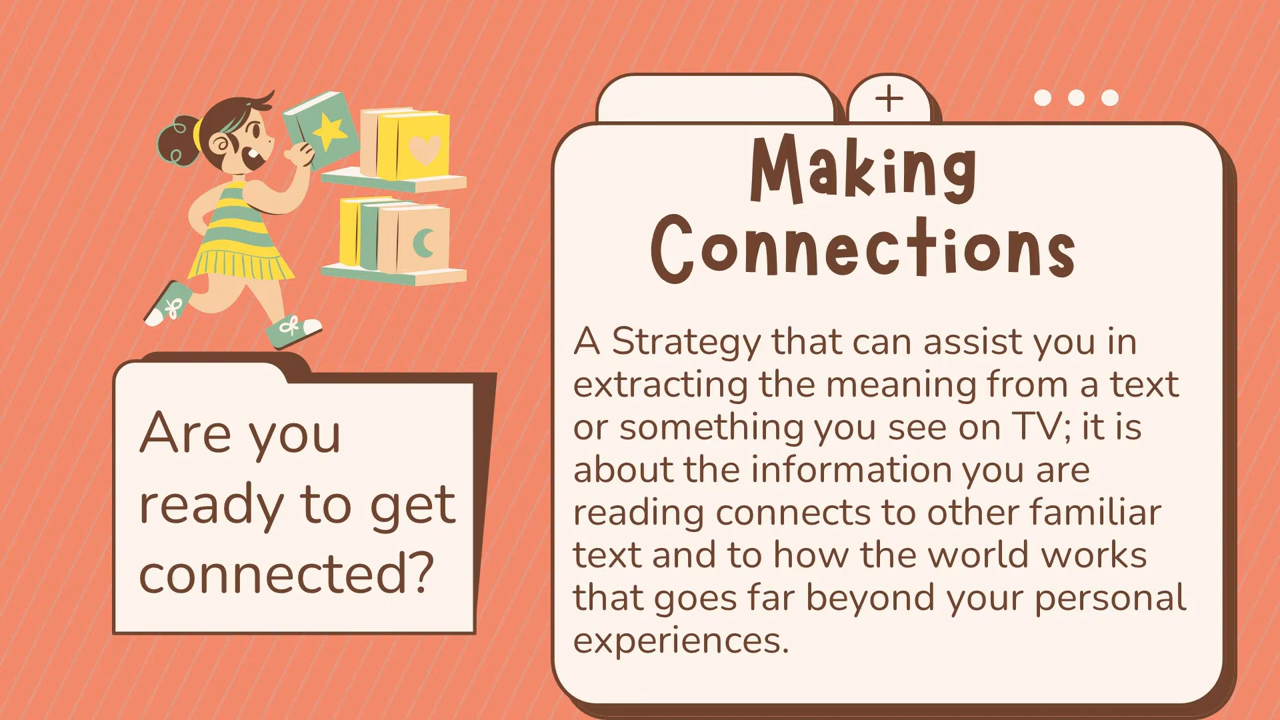 Making
Connections
A Strategy that can assist you in
extracting the meaning from a text
or something you see on TV; it is
about the information you are
reading connects to other familiar
text and to how the world works
that goes far beyond your personal
experiences.
Are you
ready to get
connected?